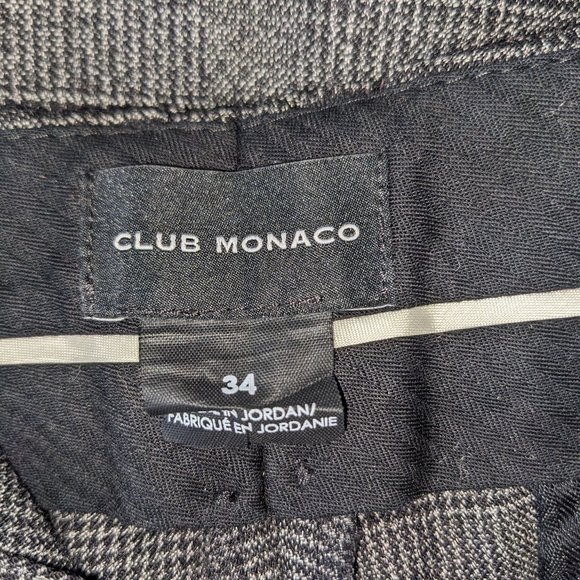 CLUB MONACO
34
IN JORDAN/
FABRIQUÉ EN JORDANIE